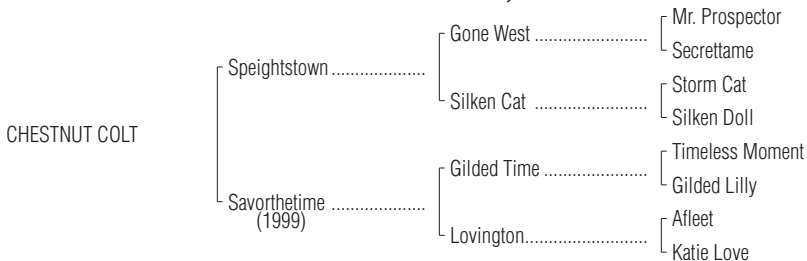 Mr. Prospector
Gone West ........................
Secrettame
Speightstown ....................
Storm Cat
Silken Cat ........................
Silken Doll
CHESTNUT COLT
Timeless Moment
Gilded Time ......................
Gilded Lilly
Savorthetime ....................
(1999)
Afleet
Lovington..........................
Katie Love